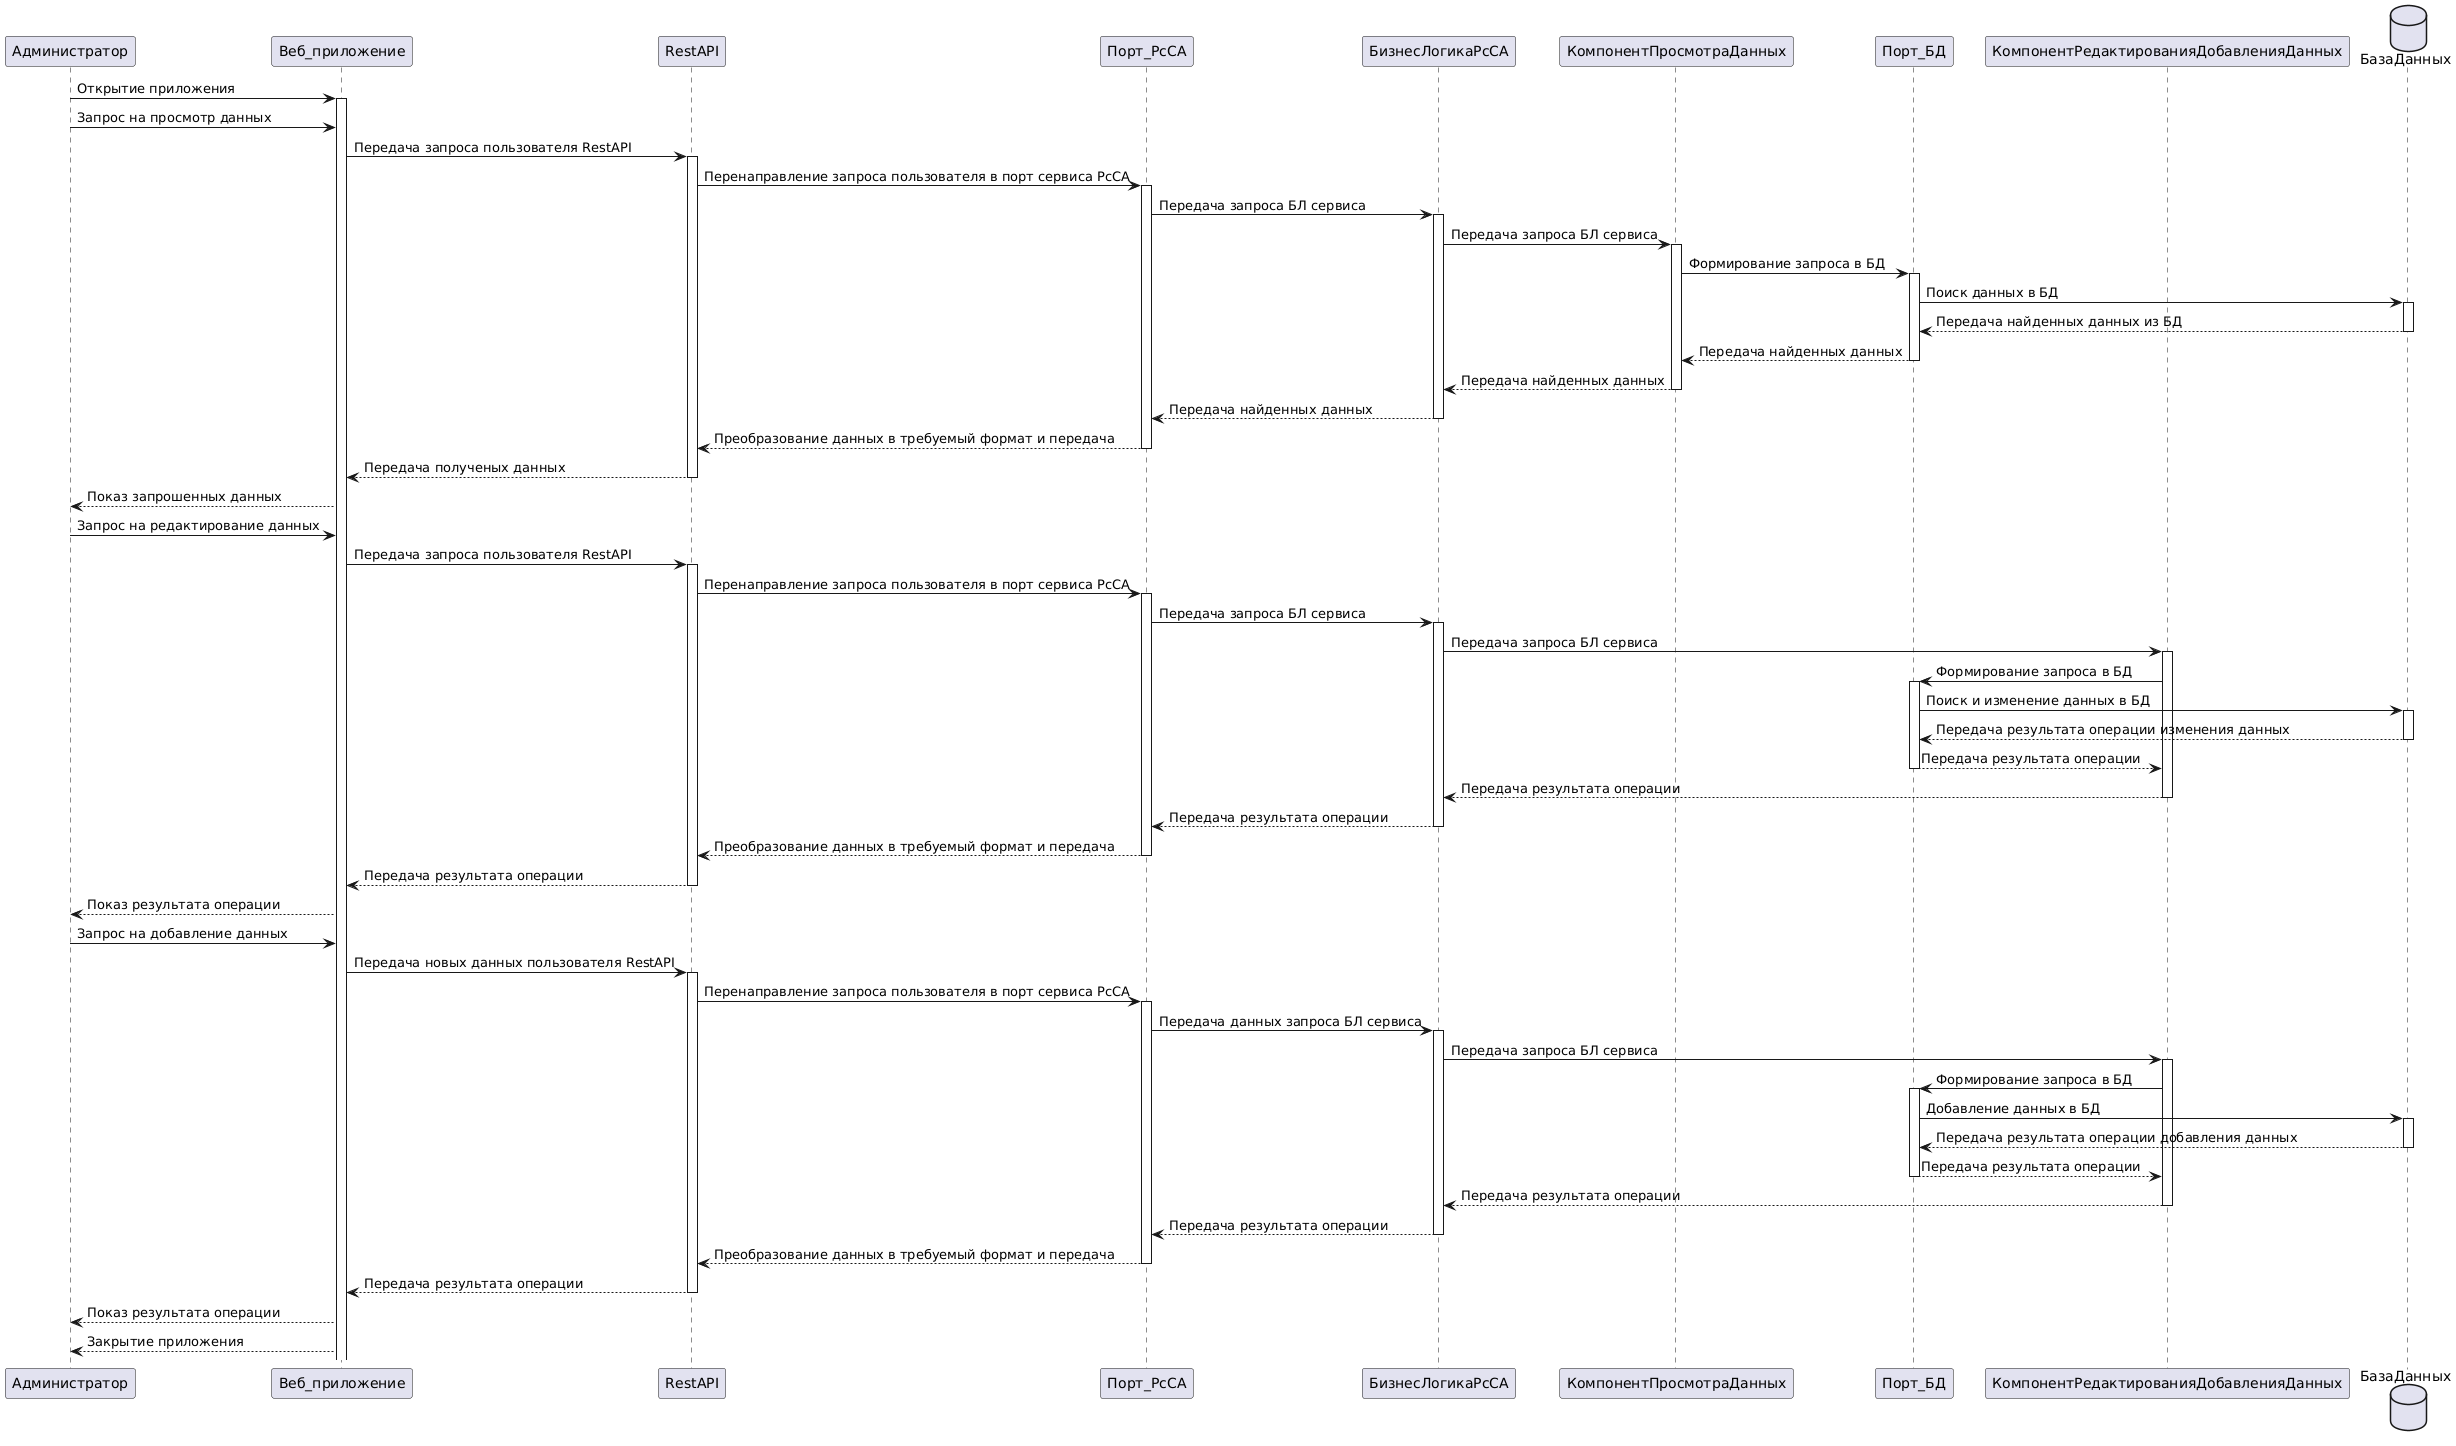 Администратор
Веб_приложение
RestAPI
Порт_РсСА
БизнесЛогикаРсСА
КомпонентПросмотраДанных
Порт_БД
КомпонентРедактированияДобавленияДанных
БазаДанных
Открытие приложения
Запрос на просмотр данных
Передача запроса пользователя RestAPI
Перенаправление запроса пользователя в порт сервиса РсСА
Передача запроса БЛ сервиса
Передача запроса БЛ сервиса
Формирование запроса в БД
Поиск данных в БД
Передача найденных данных из БД
Передача найденных данных
Передача найденных данных
Передача найденных данных
Преобразование данных в требуемый формат и передача
Передача полученых данных
Показ запрошенных данных
Запрос на редактирование данных
Передача запроса пользователя RestAPI
Перенаправление запроса пользователя в порт сервиса РсСА
Передача запроса БЛ сервиса
Передача запроса БЛ сервиса
Формирование запроса в БД
Поиск и изменение данных в БД
Передача результата операции изменения данных
Передача результата операции
Передача результата операции
Передача результата операции
Преобразование данных в требуемый формат и передача
Передача результата операции
Показ результата операции
Запрос на добавление данных
Передача новых данных пользователя RestAPI
Перенаправление запроса пользователя в порт сервиса РсСА
Передача данных запроса БЛ сервиса
Передача запроса БЛ сервиса
Формирование запроса в БД
Добавление данных в БД
Передача результата операции добавления данных
Передача результата операции
Передача результата операции
Передача результата операции
Преобразование данных в требуемый формат и передача
Передача результата операции
Показ результата операции
Закрытие приложения
Администратор
Веб_приложение
RestAPI
Порт_РсСА
БизнесЛогикаРсСА
КомпонентПросмотраДанных
Порт_БД
КомпонентРедактированияДобавленияДанных
БазаДанных